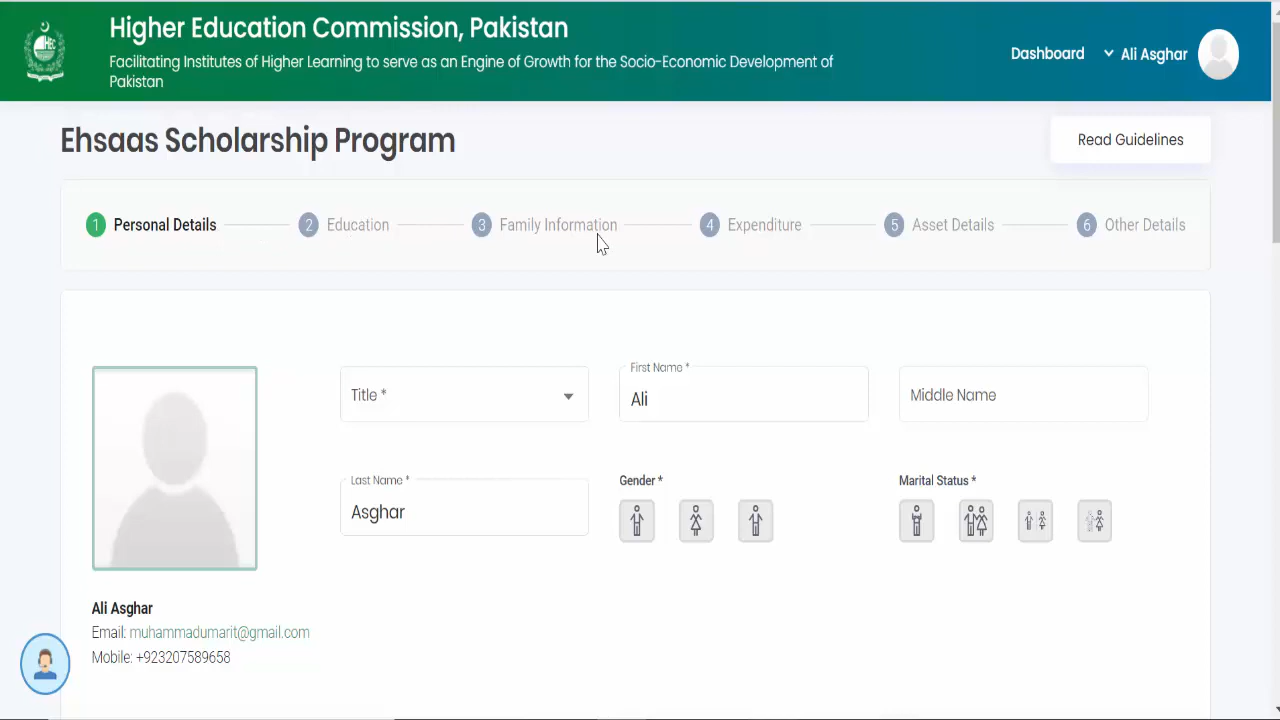 Higher Education Commission, Pakistan
Facilitating Institutes of Higher Learning to serve as an Engine of Growth for the Socio-Economic Development of
Pakistan
Dashboard
Ali Asghar
Ehsaas Scholarship Program
Read Guidelines
1 Personal Details
2 Education
3 Family Information
4 Expenditure
5 Asset Details
6 Other Details
Title *
First Name *
Ali
Middle Name
Last Name *
Asghar
Gender *
Marital Status *
Ali Asghar
Email: muhammadumarit@gmail.com
Mobile: +923207589658